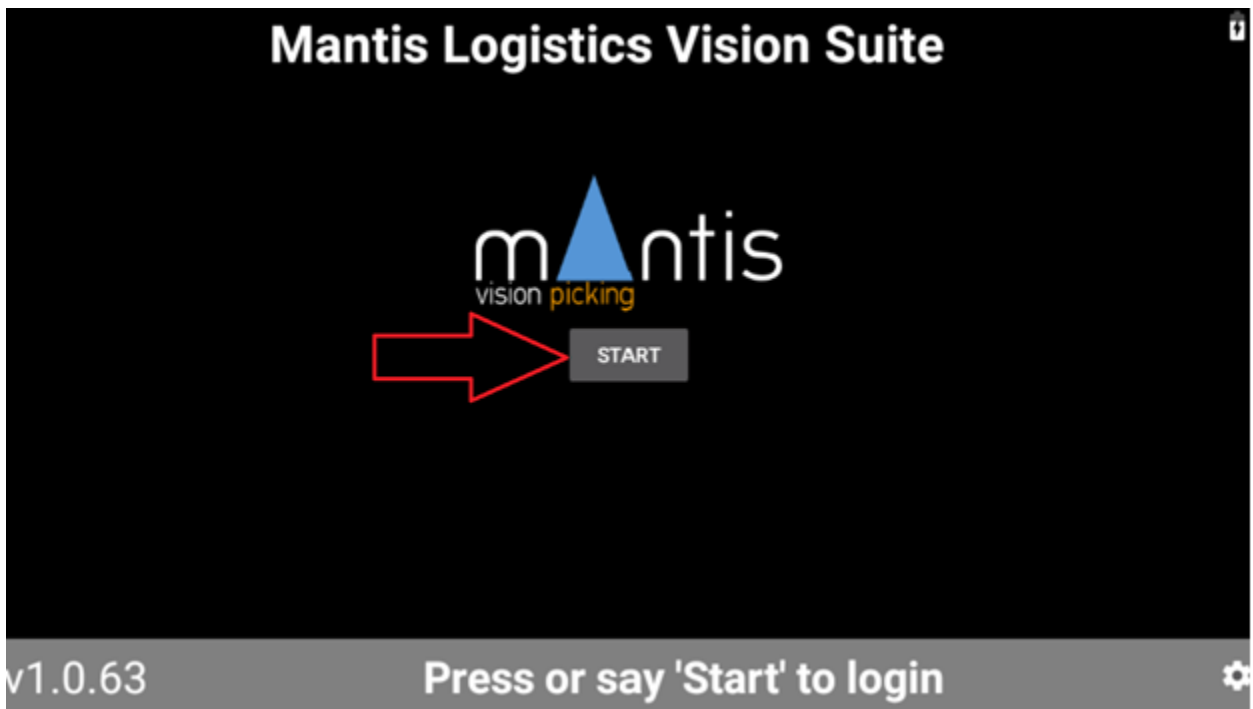 Mantis Logistics Vision Suite
mantis
vision picking
START
v1.0.63
Press or say 'Start' to login